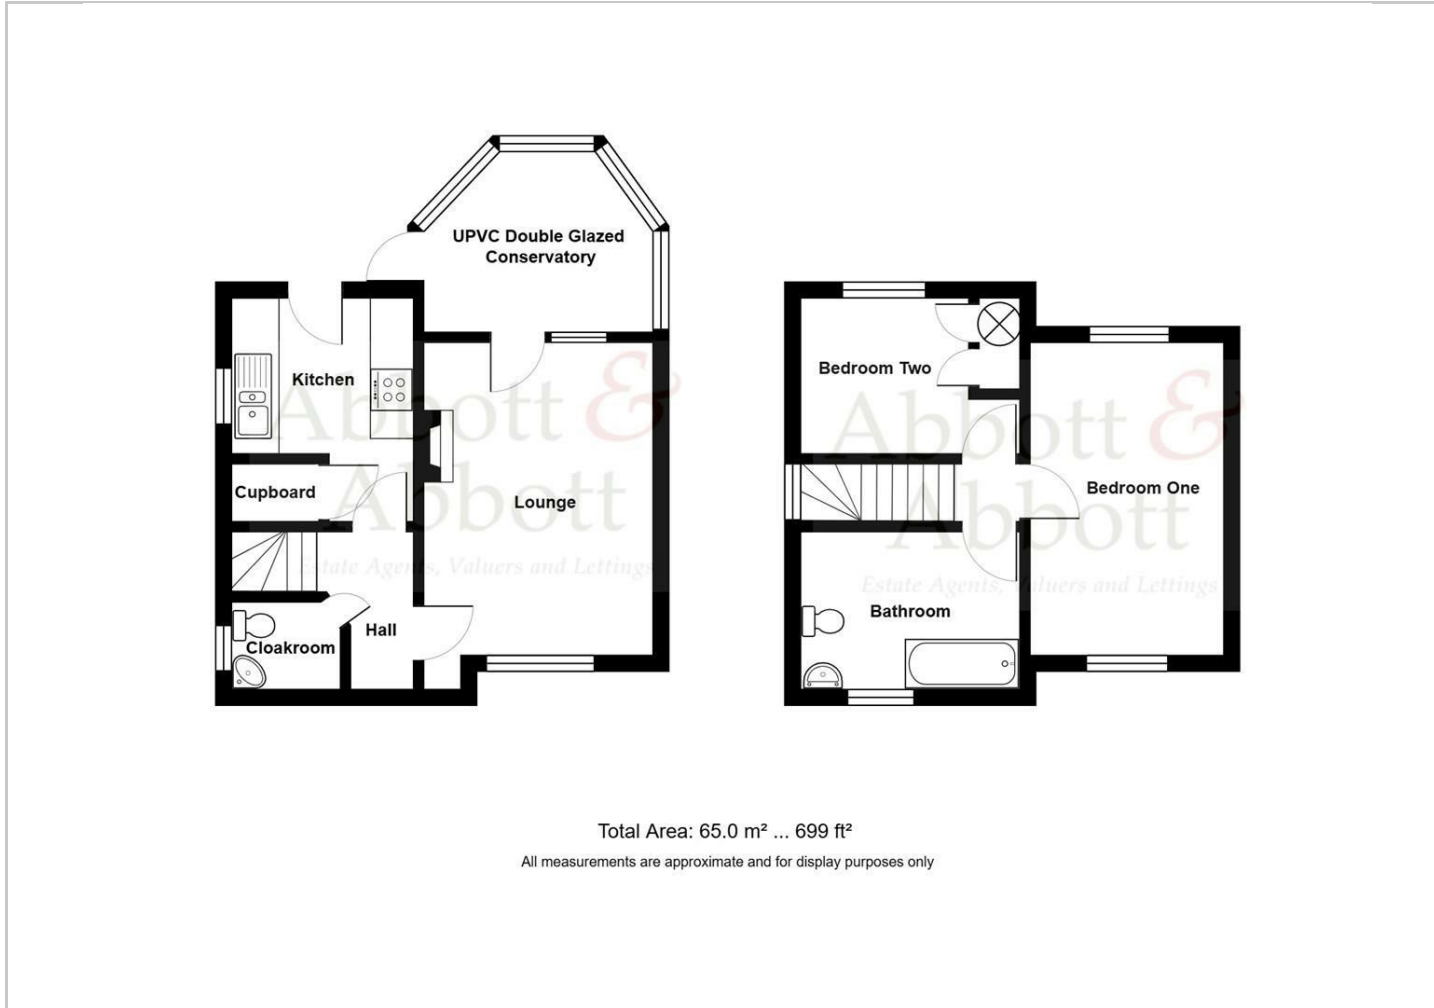 UPVC Double Glazed
Conservatory
Kitchen
Cupboard
Lounge
Hall
Cloakroom
Bedroom Two
Bedroom One
Bathroom
Abbott &
Abbott
Estate Agents, Valuers and Lettings
Abbott &
Abbott
Estate Agents, Valuers and Lettings
Total Area: 65.0 m² ... 699 ft²
All measurements are approximate and for display purposes only